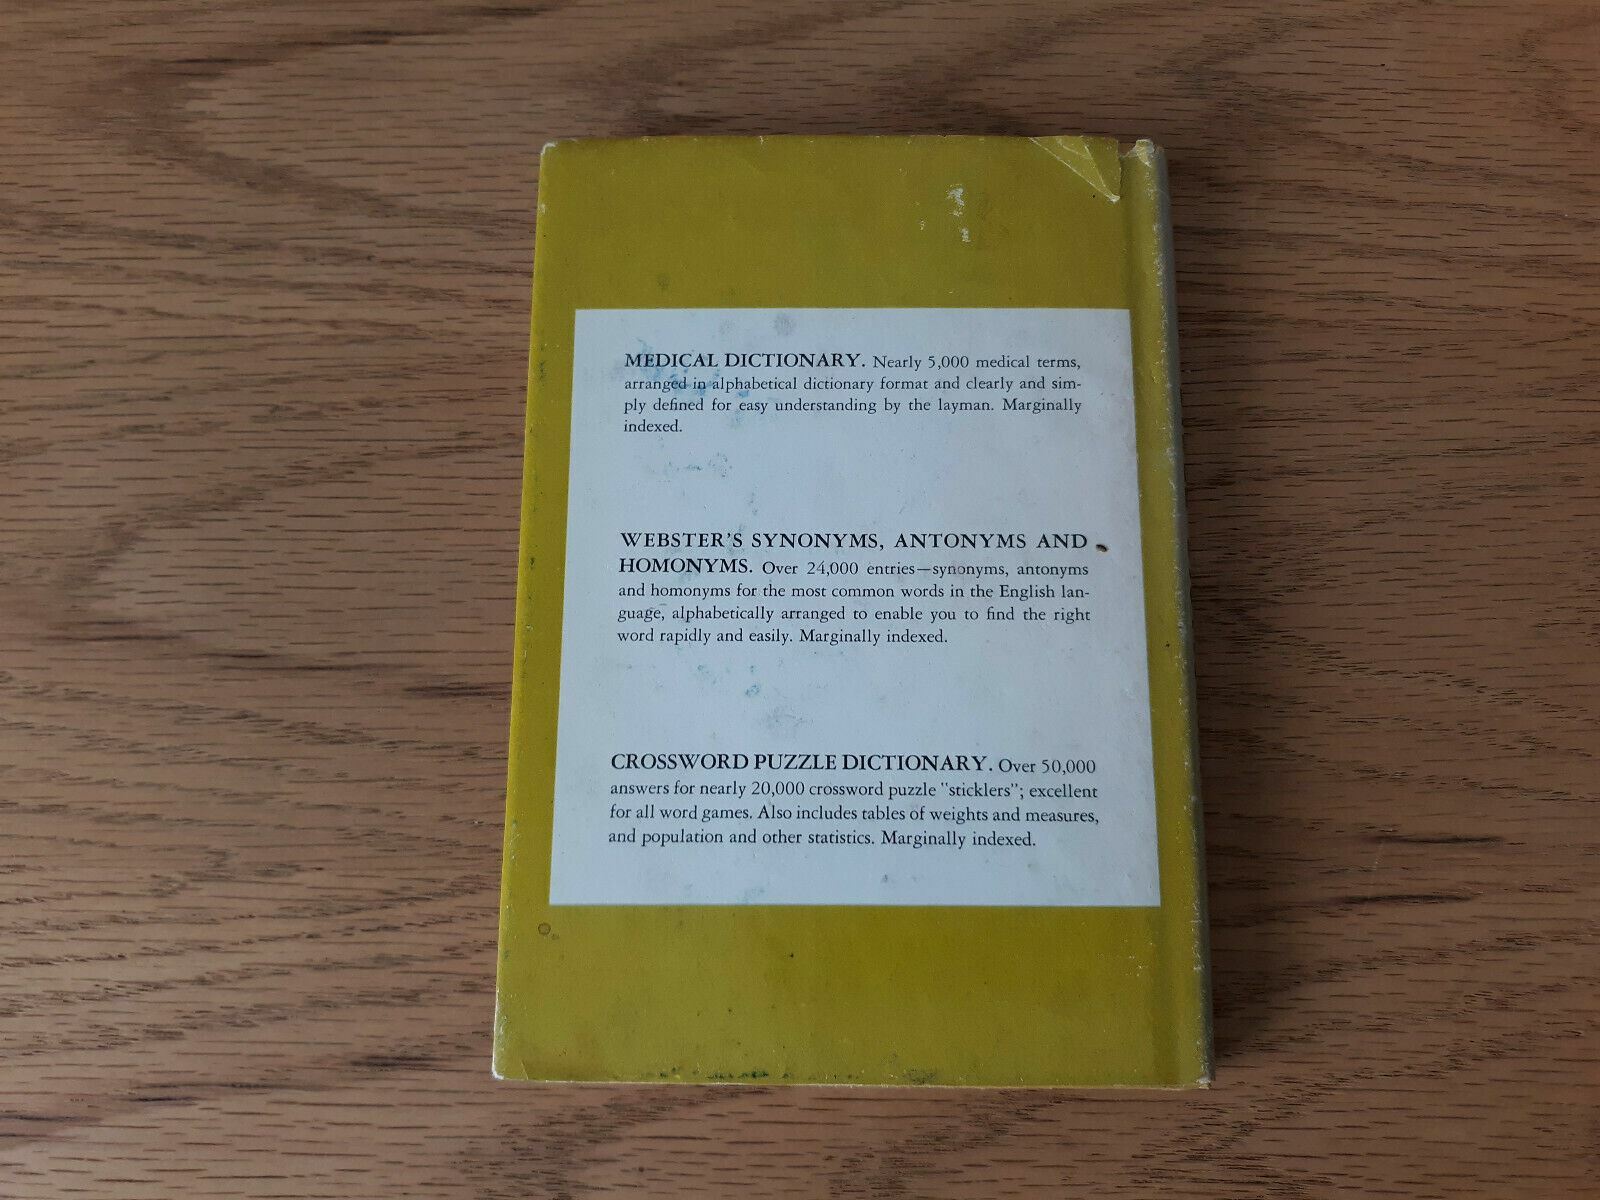 MEDICAL DICTIONARY. Nearly 5,000 medical terms,
arranged in alphabetical dictionary format and clearly and sim-
ply defined for easy understanding by the layman. Marginally
indexed.
WEBSTER'S SYNONYMS, ANTONYMS AND
HOMONYMS. Over 24,000 entries—synonyms, antonyms
and homonyms for the most common words in the English lan-
guage, alphabetically arranged to enable you to find the right
word rapidly and easily. Marginally indexed.
CROSSWORD PUZZLE DICTIONARY. Over 50,000
answers for nearly 20,000 crossword puzzle "sticklers"; excellent
for all word games. Also includes tables of weights and measures,
and population and other statistics. Marginally indexed.